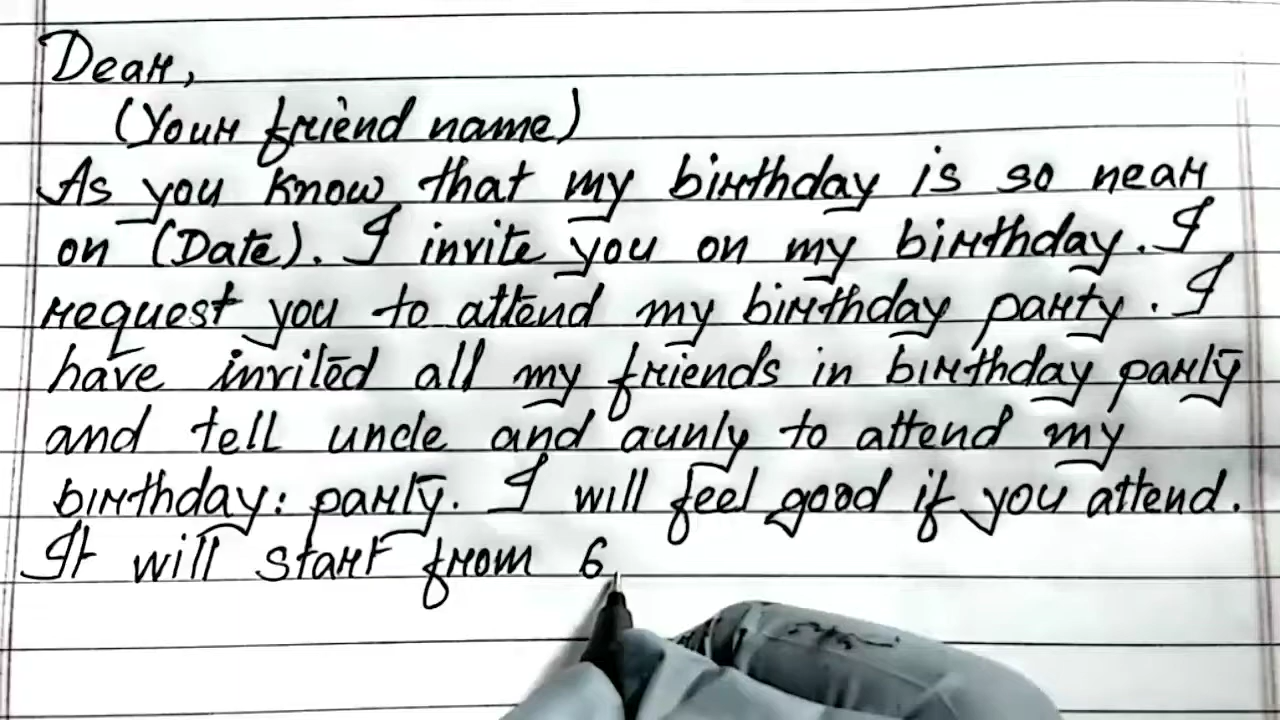 Dear,
(Your friend name)
As you know that my birthday is so near
on (Date). I invite you on my birthday. I
request you to attend my birthday party. I
have invited all my friends in birthday party
and tell uncle and aunty to attend my
birthday: party. I will feel good if you attend.
It will start from 6